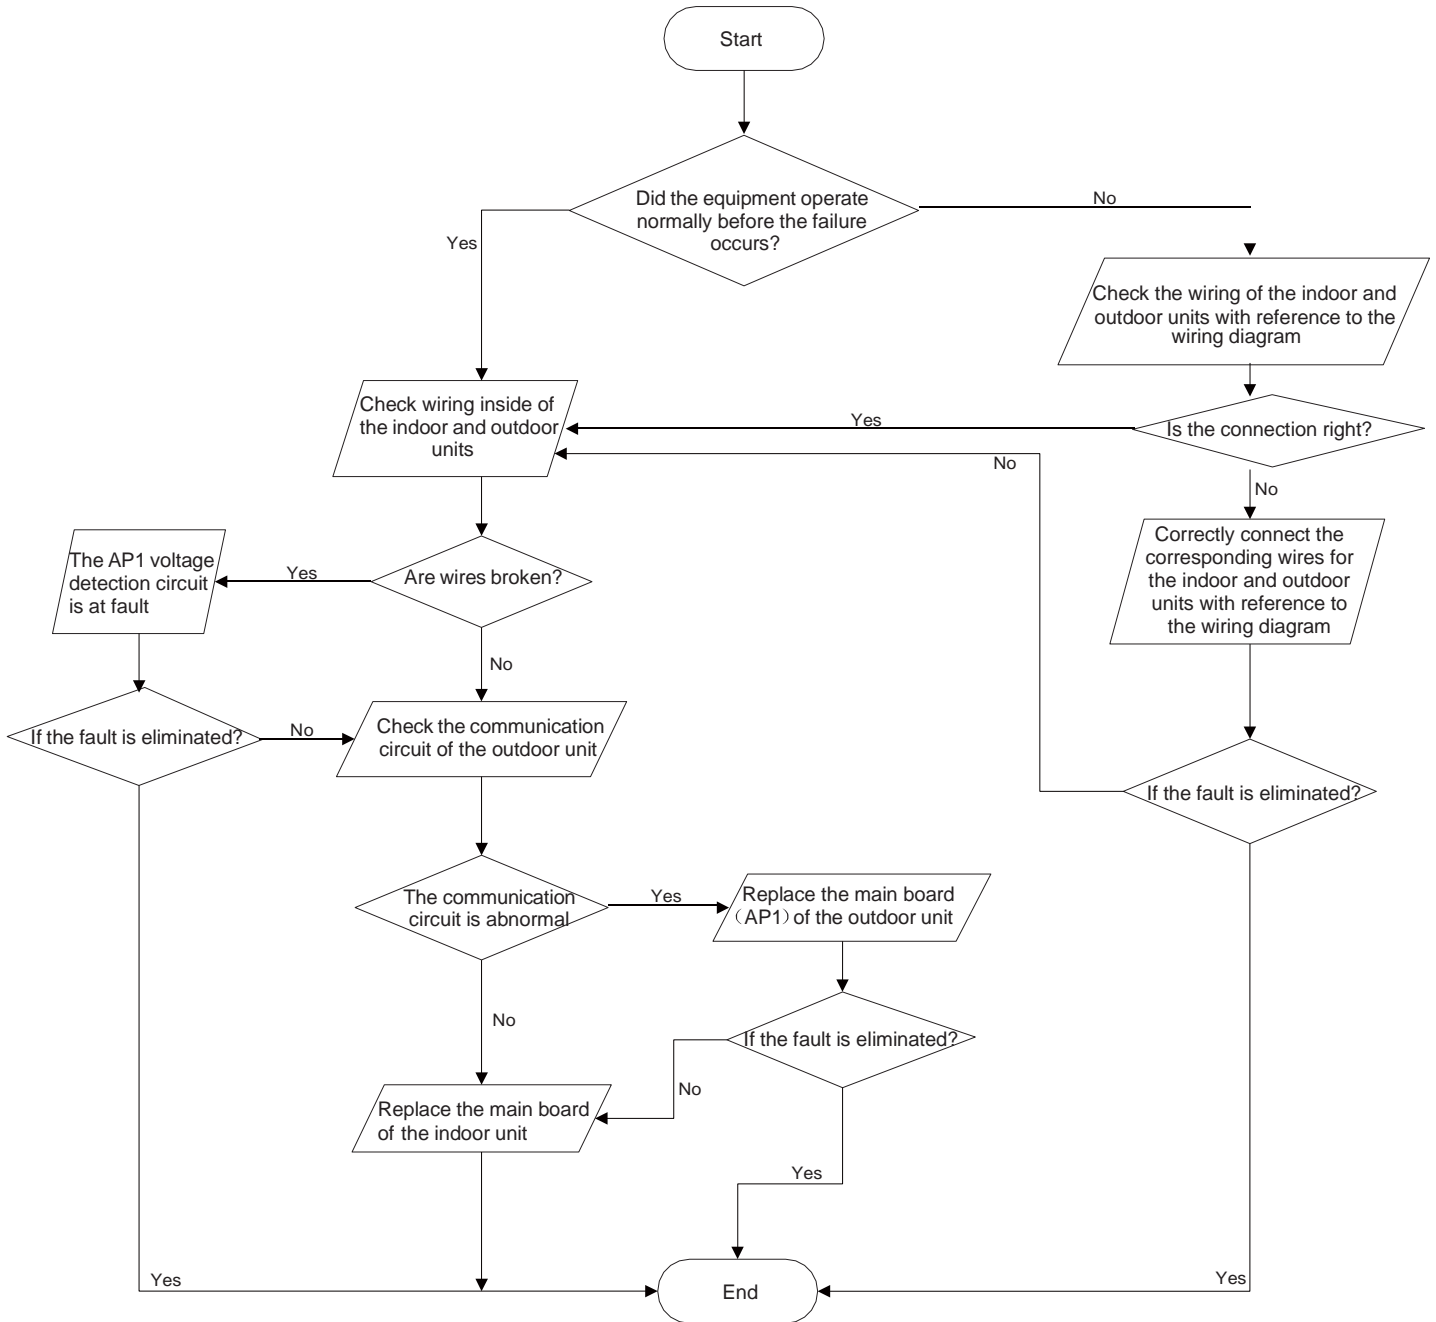 Start
Did the equipment operate
normally before the failure
occurs?
No
Yes
Check the wiring of the indoor and
outdoor units with reference to the
wiring diagram
Check wiring inside of
the indoor and outdoor
units
Yes
Is the connection right?
No
No
Correctly connect the
corresponding wires for
the indoor and outdoor
units with reference to
the wiring diagram
The AP1 voltage
detection circuit
is at fault
Yes
Are wires broken?
No
If the fault is eliminated?
No
Check the communication
circuit of the outdoor unit
If the fault is eliminated?
The communication
circuit is abnormal
Yes
Replace the main board
（AP1）of the outdoor unit
No
If the fault is eliminated?
No
Replace the main board
of the indoor unit
Yes
Yes
End
Yes